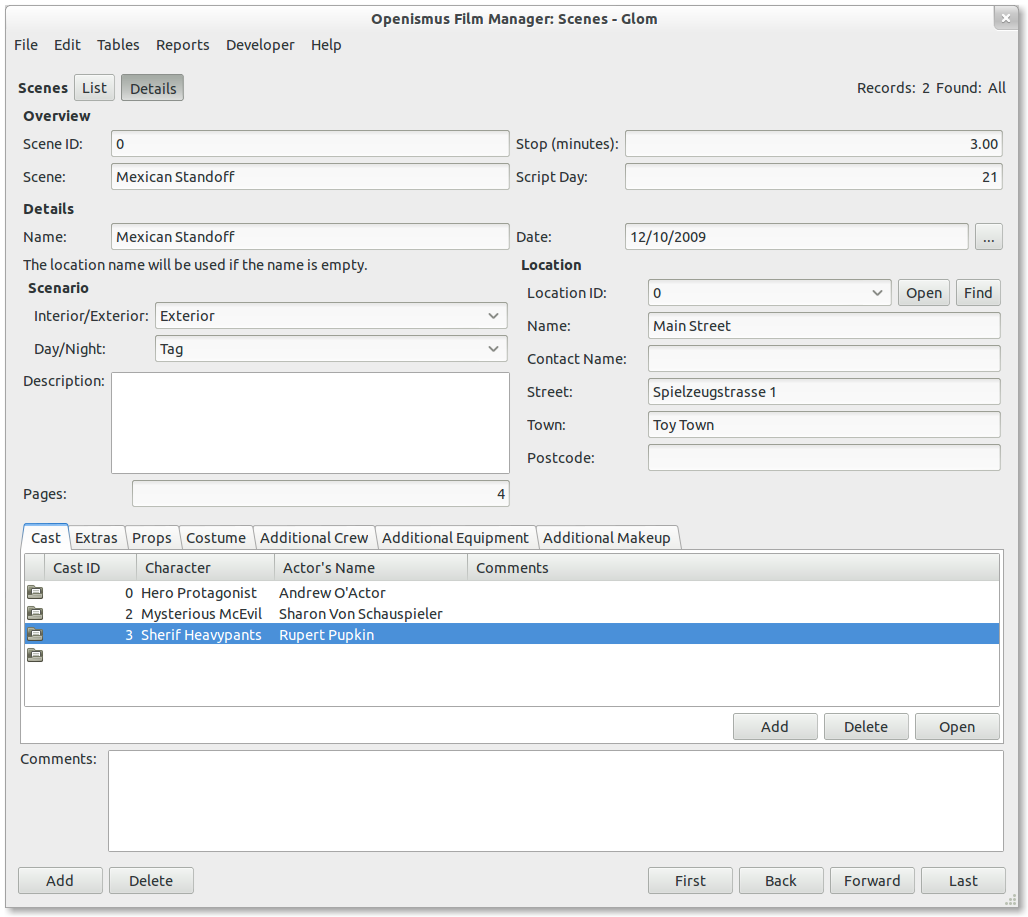 Openismus Film Manager: Scenes - Glom
File Edit Tables Reports Developer Help
Scenes List Details Records: 2 Found: All
Overview
Scene ID: 0 Stop (minutes): 3.00
Scene: Mexican Standoff Script Day: 21
Details
Name: Mexican Standoff Date: 12/10/2009 ...
The location name will be used if the name is empty.
Location
Scenario
Location ID: 0 Open Find
Interior/Exterior: Exterior
Name: Main Street
Day/Night: Tag
Contact Name:
Description:
Street: Spielzeugstrasse 1
Town: Toy Town
Postcode:
Pages: 4
Cast Extras Props Costume Additional Crew Additional Equipment Additional Makeup
Cast ID Character Actor's Name Comments
0 Hero Protagonist Andrew O'Actor
2 Mysterious McEvil Sharon Von Schauspieler
3 Sherif Heavypants Rupert Pupkin
Add Delete Open
Comments:
Add Delete First Back Forward Last